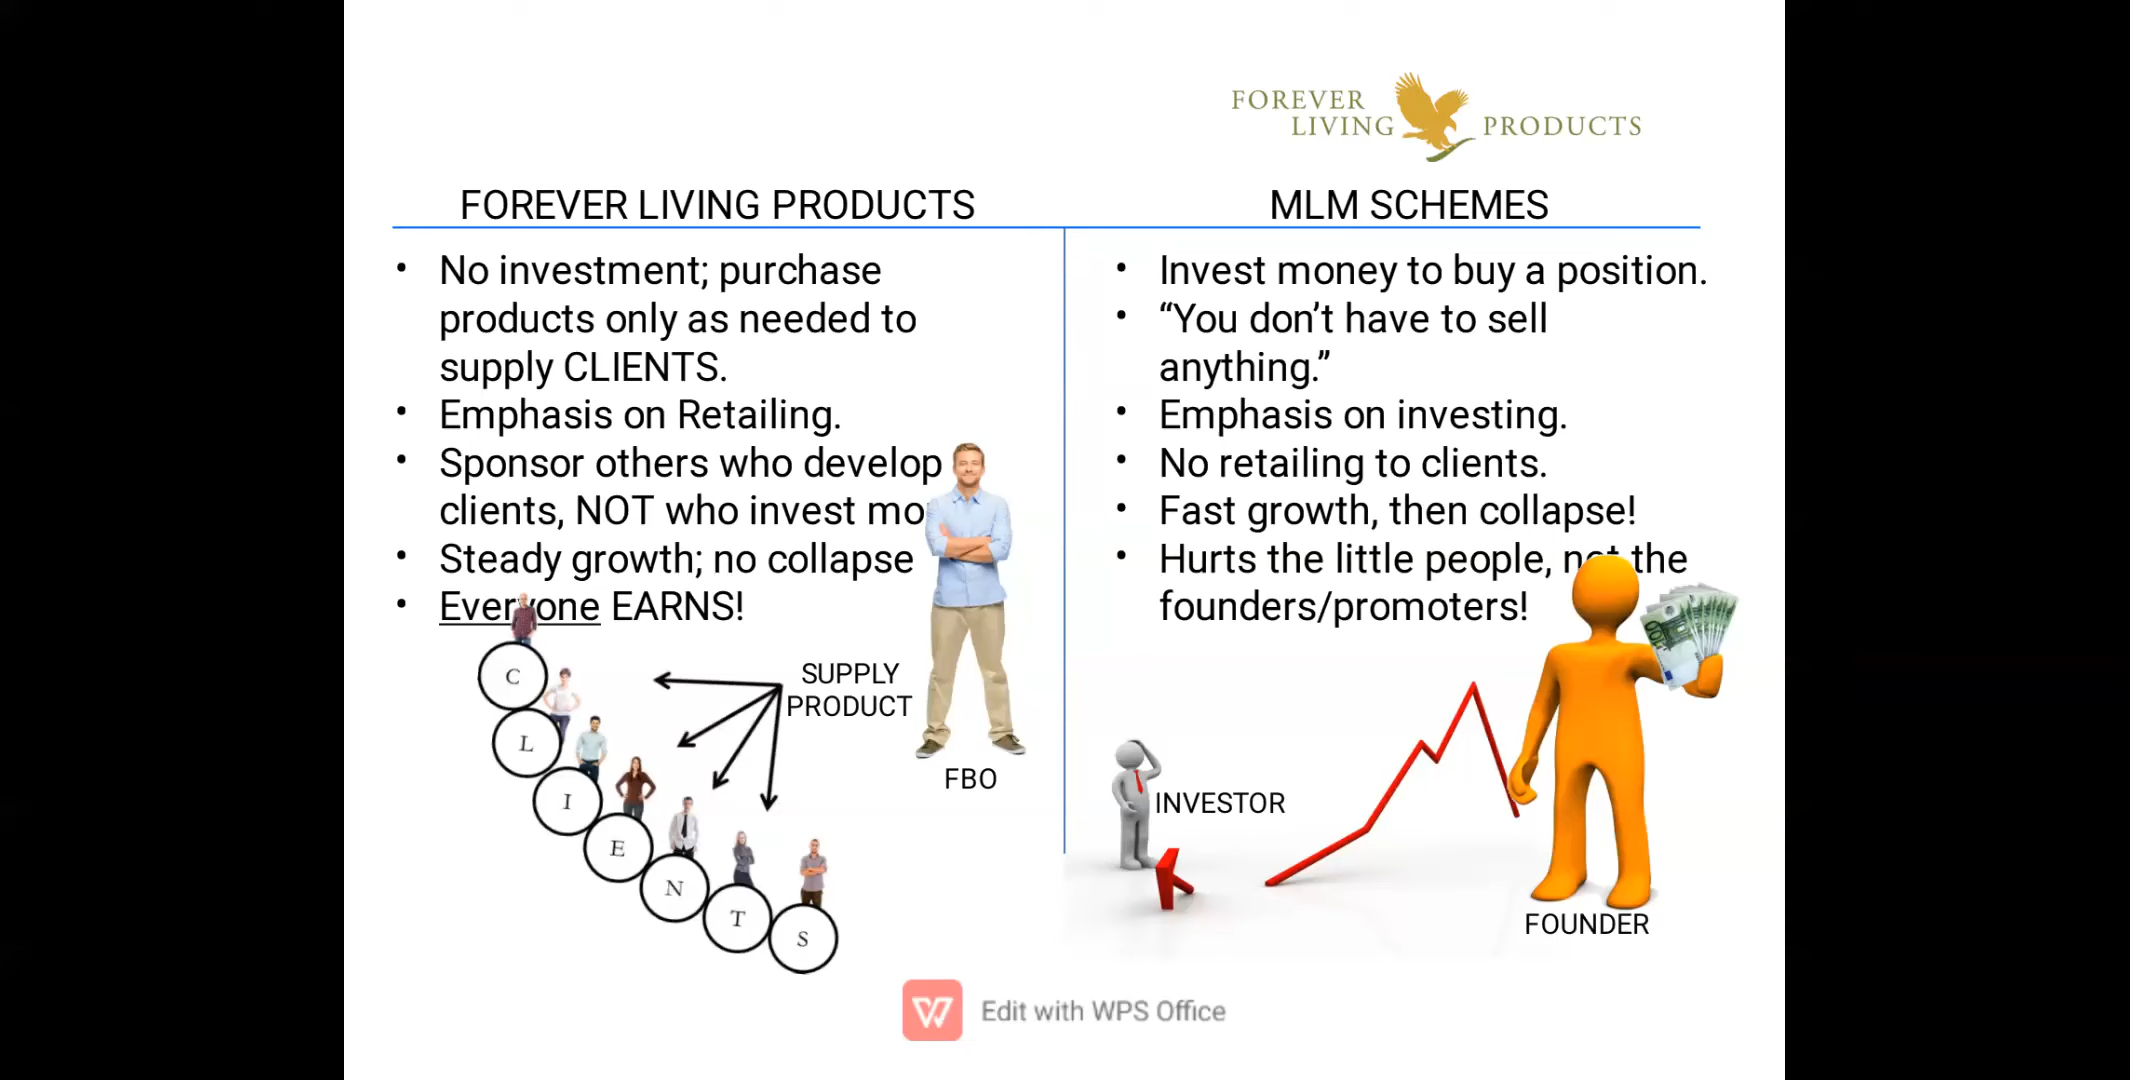 FOREVER
LIVING PRODUCTS
FOREVER LIVING PRODUCTS
• No investment; purchase
products only as needed to
supply CLIENTS.
• Emphasis on Retailing.
• Sponsor others who develop
clients, NOT who invest
• Steady growth; no collapse
• Everyone EARNS!
SUPPLY
PRODUCT
FBO
C
L
I
E
N
T
S
MLM SCHEMES
• Invest money to buy a position.
• “You don’t have to sell
anything.”
• Emphasis on investing.
• No retailing to clients.
• Fast growth, then collapse!
• Hurts the little people, not the
founders/promoters!
100
INVESTOR
FOUNDER
Edit with WPS Office